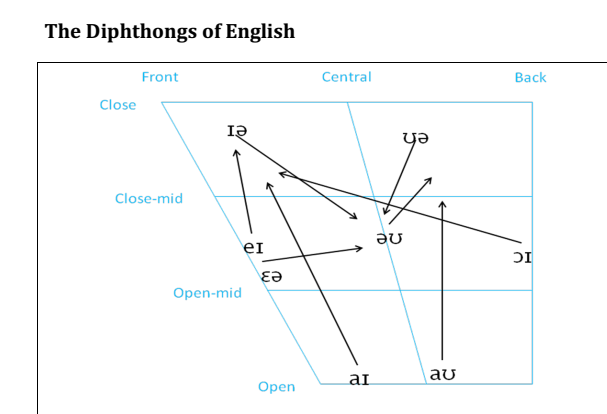 The Diphthongs of English
Front Central Back
Close
ɪə ʊə
Close-mid
əʊ
eɪ ɔɪ
ɛə
Open-mid
aɪ aʊ
Open